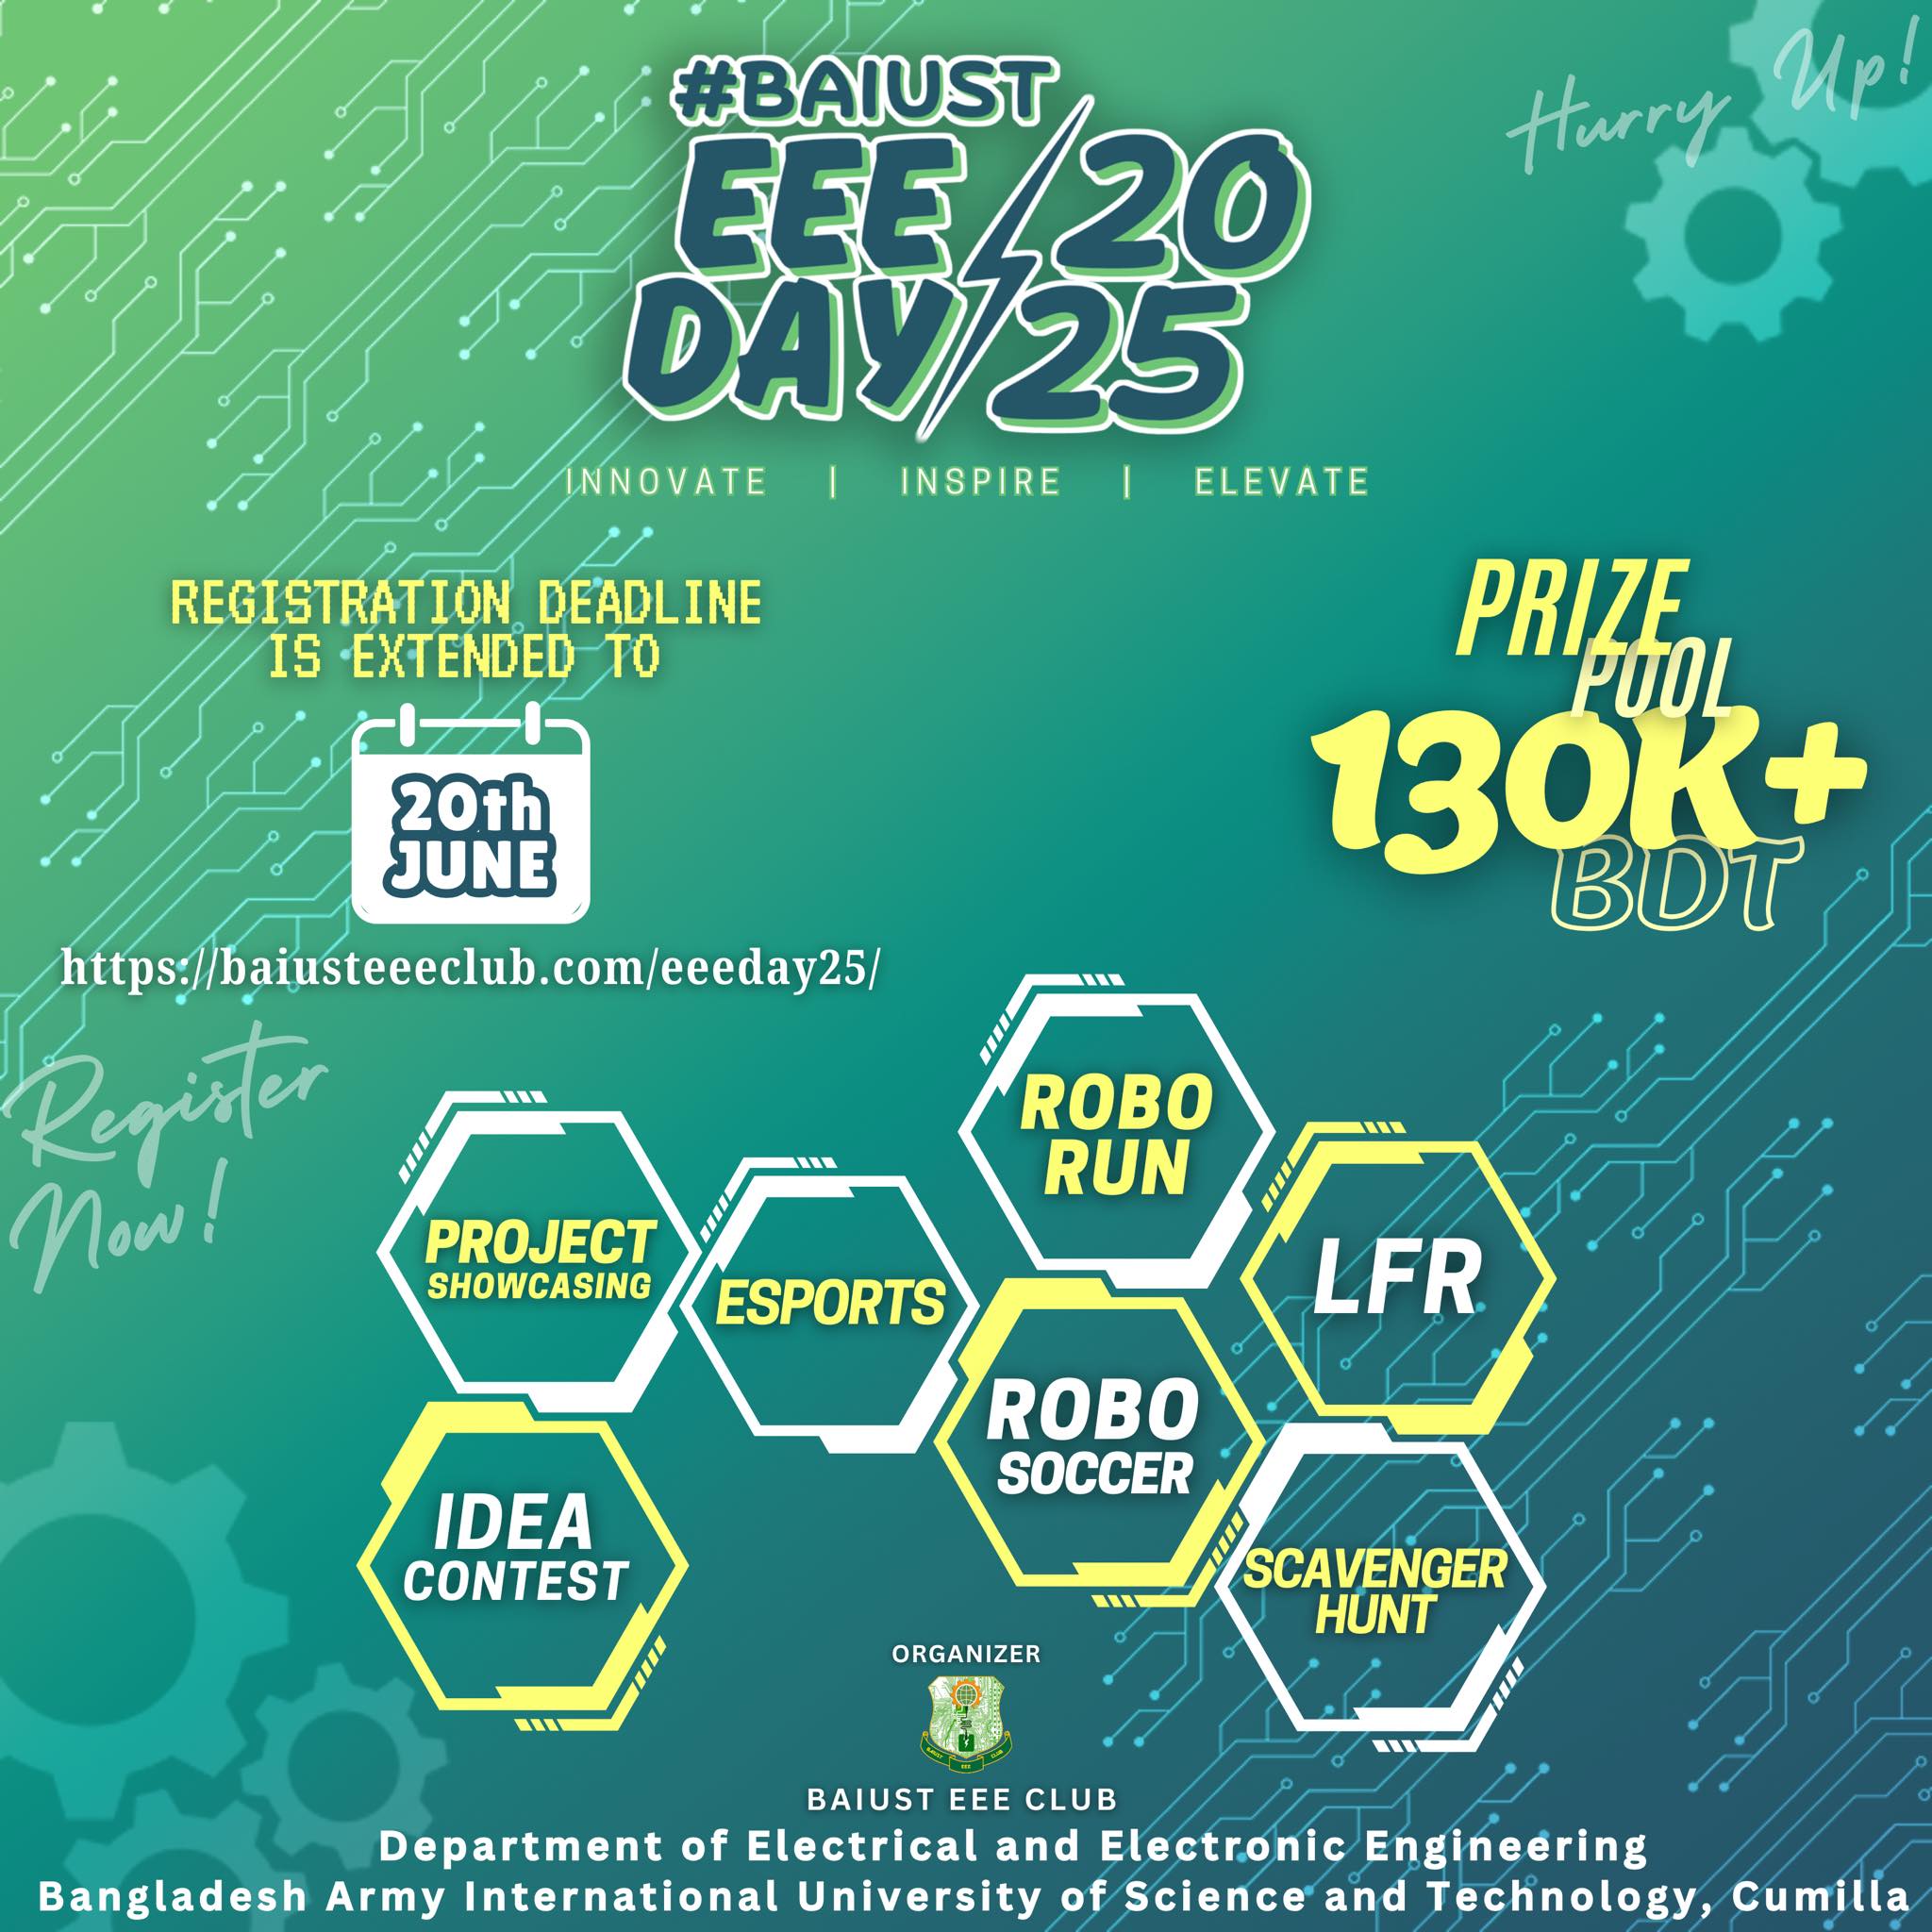 Hurry Up!
#BAIUST
EEE 20
DAY 25
INNOVATE | INSPIRE | ELEVATE
REGISTRATION DEADLINE
IS EXTENDED TO
20th
JUNE
https://baiusteeeclub.com/eeeday25/
PRIZE
POOL
130K+
BDT
Register
Now!
PROJECT
SHOWCASING
ESPORTS
ROBO
RUN
LFR
IDEA
CONTEST
ROBO
SOCCER
SCAVENGER
HUNT
ORGANIZER
BAIUST EEE CLUB
BAIUST EEE CLUB
Department of Electrical and Electronic Engineering
Bangladesh Army International University of Science and Technology, Cumilla